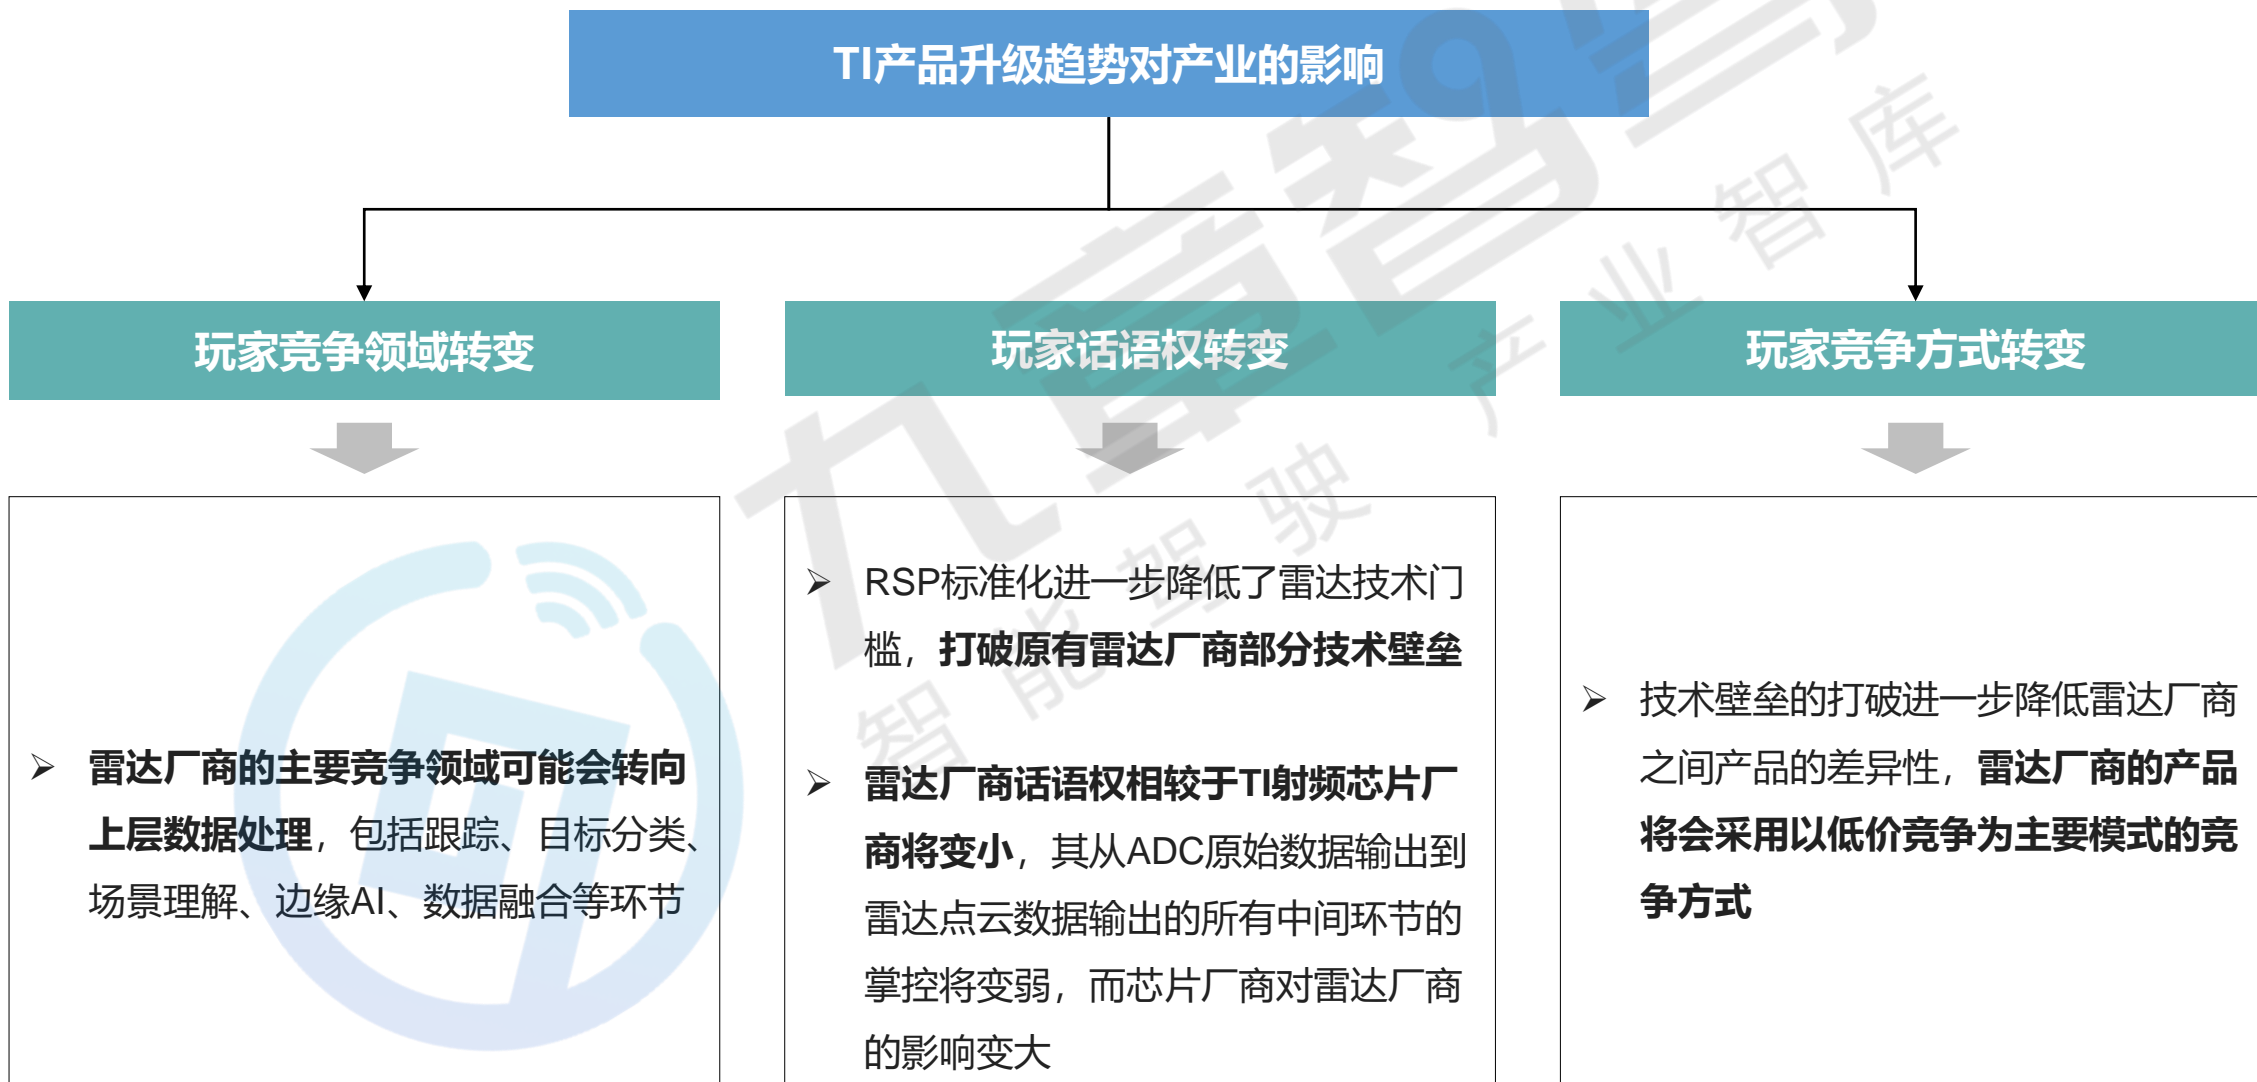 TI产品升级趋势对产业的影响
玩家竞争领域转变
➢ 雷达厂商的主要竞争领域可能会转向
上层数据处理，包括跟踪、目标分类、
场景理解、边缘AI、数据融合等环节
玩家话语权转变
➢ RSP标准化进一步降低了雷达技术门
槛，打破原有雷达厂商部分技术壁垒
➢ 雷达厂商话语权相较于TI射频芯片厂
商将变小，其从ADC原始数据输出到
雷达点云数据输出的所有中间环节的
掌控将变弱，而芯片厂商对雷达厂商
的影响变大
玩家竞争方式转变
➢ 技术壁垒的打破进一步降低雷达厂商
之间产品的差异性，雷达厂商的产品
将会采用以低价竞争为主要模式的竞
争方式
九章智驾
智能驾驶产业智库